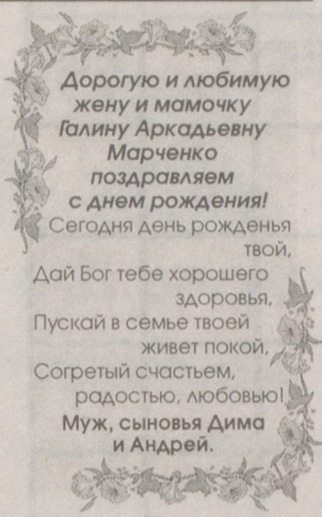 Дорогую и любимую
жену и мамочку
Галину Аркадьевну
Марченко
поздравляем
с днем рождения!
Сегодня день рожденья
твой,
Дай Бог тебе хорошего
здоровья,
Пускай в семье твоей
живет покой,
Согретый счастьем,
радостью, любовью!
Муж, сыновья Дима
и Андрей.